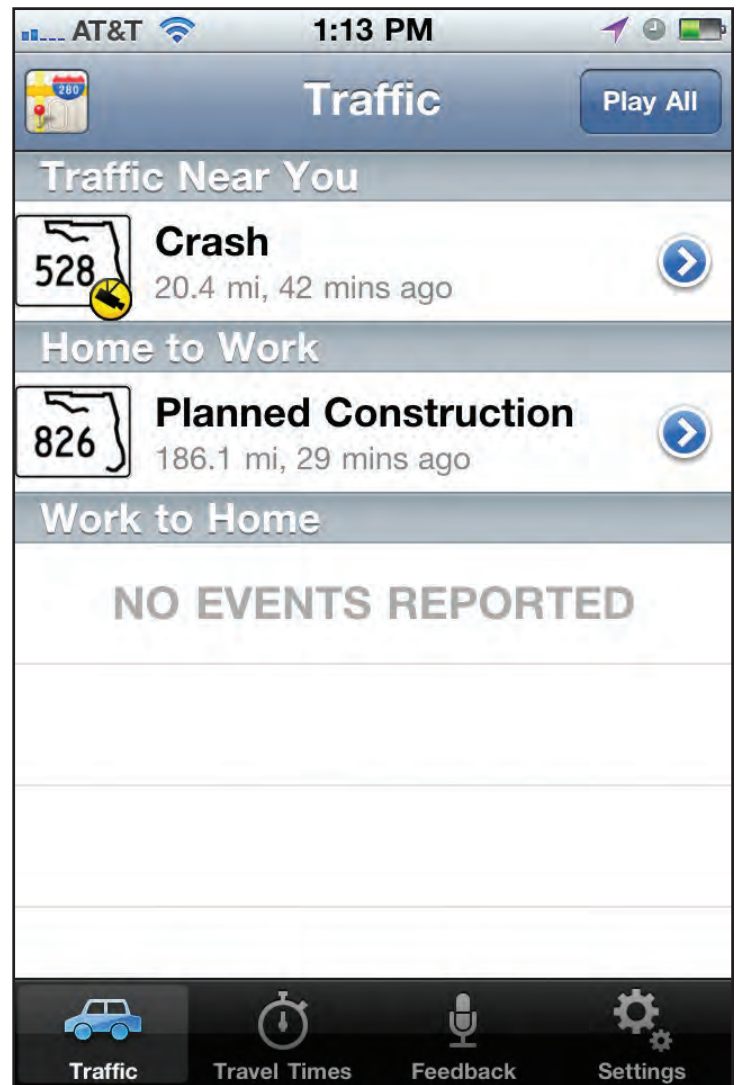 AT&T 1:13 PM
280
Traffic Play All
Traffic Near You
528
Crash
20.4 mi, 42 mins ago
Home to Work
826
Planned Construction
186.1 mi, 29 mins ago
Work to Home
NO EVENTS REPORTED
Traffic Travel Times Feedback Settings